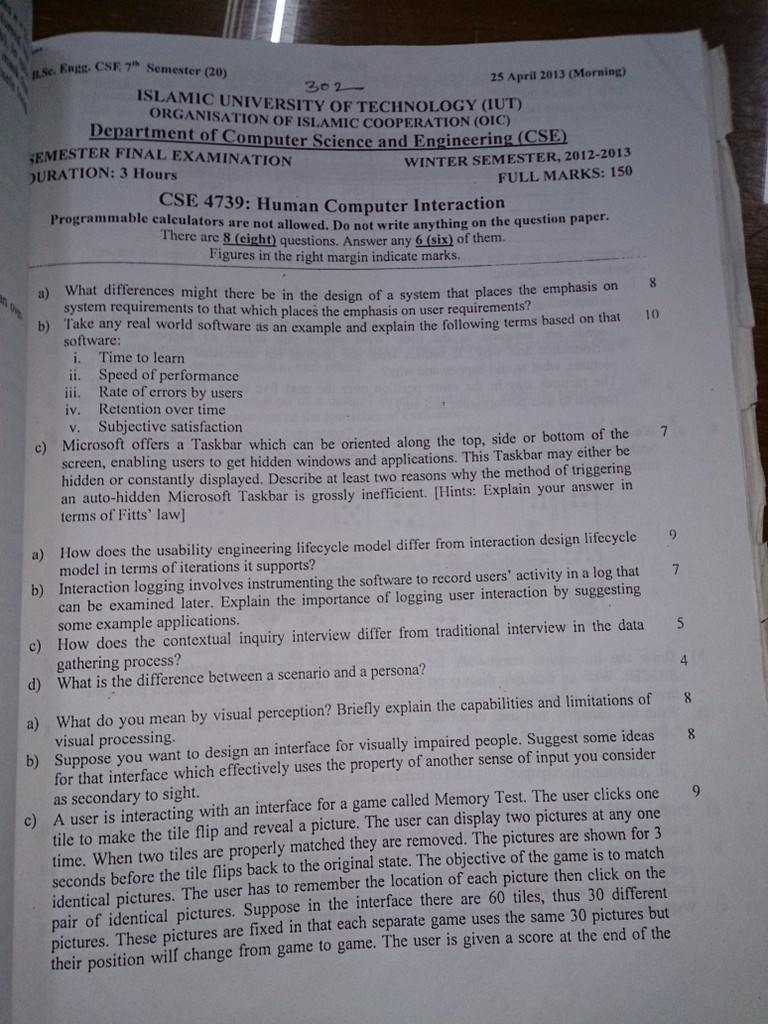 B.Sc. Engg. CSE 7th Semester (20)
25 April 2013 (Morning)
302
ISLAMIC UNIVERSITY OF TECHNOLOGY (IUT)
ORGANISATION OF ISLAMIC COOPERATION (OIC)
Department of Computer Science and Engineering (CSE)
SEMESTER FINAL EXAMINATION WINTER SEMESTER, 2012-2013
DURATION: 3 Hours FULL MARKS: 150
CSE 4739: Human Computer Interaction
Programmable calculators are not allowed. Do not write anything on the question paper.
There are 8 (eight) questions. Answer any 6 (six) of them.
Figures in the right margin indicate marks.
a) What differences might there be in the design of a system that places the emphasis on 8
system requirements to that which places the emphasis on user requirements?
b) Take any real world software as an example and explain the following terms based on that 10
software:
i. Time to learn
ii. Speed of performance
iii. Rate of errors by users
iv. Retention over time
v. Subjective satisfaction
c) Microsoft offers a Taskbar which can be oriented along the top, side or bottom of the 7
screen, enabling users to get hidden windows and applications. This Taskbar may either be
hidden or constantly displayed. Describe at least two reasons why the method of triggering
an auto-hidden Microsoft Taskbar is grossly inefficient. [Hints: Explain your answer in
terms of Fitts' law]
a) How does the usability engineering lifecycle model differ from interaction design lifecycle 9
model in terms of iterations it supports?
b) Interaction logging involves instrumenting the software to record users' activity in a log that 7
can be examined later. Explain the importance of logging user interaction by suggesting
some example applications.
c) How does the contextual inquiry interview differ from traditional interview in the data 5
gathering process?
d) What is the difference between a scenario and a persona? 4
a) What do you mean by visual perception? Briefly explain the capabilities and limitations of 8
visual processing.
b) Suppose you want to design an interface for visually impaired people. Suggest some ideas 8
for that interface which effectively uses the property of another sense of input you consider
as secondary to sight.
c) A user is interacting with an interface for a game called Memory Test. The user clicks one 9
tile to make the tile flip and reveal a picture. The user can display two pictures at any one
time. When two tiles are properly matched they are removed. The pictures are shown for 3
seconds before the tile flips back to the original state. The objective of the game is to match
identical pictures. The user has to remember the location of each picture then click on the
pair of identical pictures. Suppose in the interface there are 60 tiles, thus 30 different
pictures. These pictures are fixed in that each separate game uses the same 30 pictures but
their position will change from game to game. The user is given a score at the end of the